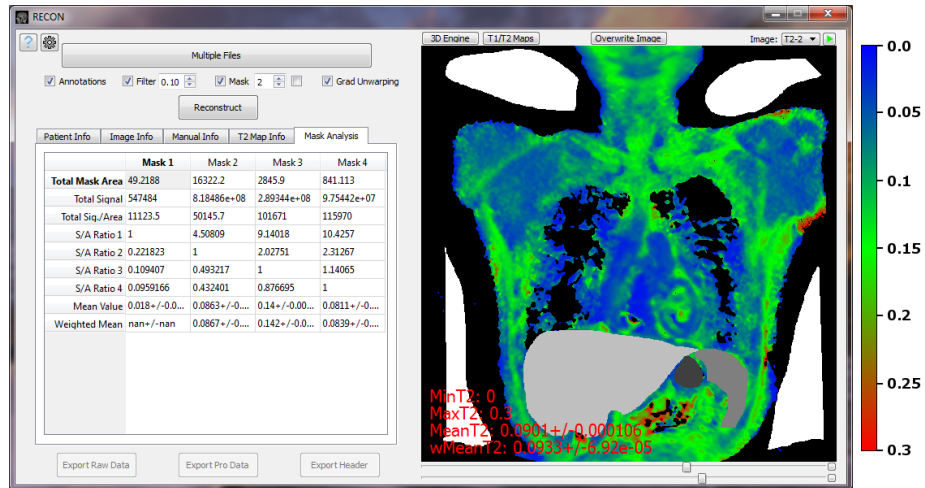 RECON
Multiple Files
Annotations Filter 0.10 Mask 2 Grad Unwarping
Reconstruct
Patient Info Image Info Manual Info T2 Map Info Mask Analysis
Mask 1 Mask 2 Mask 3 Mask 4
Total Mask Area 49.2188 16322.2 2845.9 841.113
Total Signal 547484 8.18486e+08 2.89344e+08 9.75442e+07
Total Sig./Area 11123.5 50145.7 101671 115970
S/A Ratio 1 1 4.50809 9.14018 10.4257
S/A Ratio 2 0.221823 1 2.02751 2.31267
S/A Ratio 3 0.109407 0.493217 1 1.14065
S/A Ratio 4 0.0959166 0.432401 0.876695 1
Mean Value 0.018+/-0.0... 0.0863+/-0.... 0.14+/-0.00... 0.0811+/-0....
Weighted Mean nan+/-nan 0.0867+/-0.... 0.142+/-0.0... 0.0839+/-0....
Export Raw Data Export Pro Data Export Header
3D Engine T1/T2 Maps Overwrite Image Image: T2-2
MinT2: 0
MaxT2: 0.3
MeanT2: 0.0901+/-0.000106
wMeanT2: 0.0933+/-6.92e-05
0.0
0.05
0.1
0.15
0.2
0.25
0.3